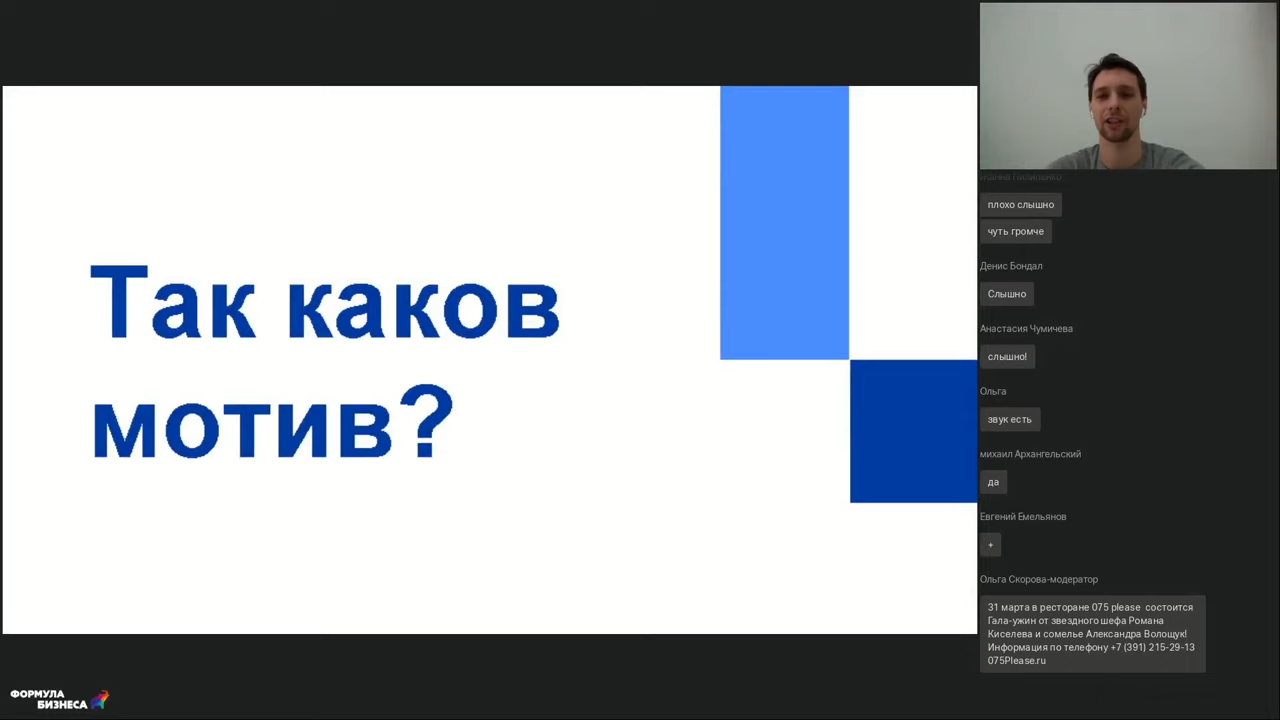 Так каков
мотив?
плохо слышно
чуть громче
Денис Бондал
Слышно
Анастасия Чумичева
слышно!
Ольга
звук есть
михаил Архангельский
да
Евгений Емельянов
+
Ольга Скорова-модератор
31 марта в ресторане 075 please состоится
Гала-ужин от звездного шефа Романа
Киселева и сомелье Александра Волощук!
Информация по телефону +7 (391) 215-29-13
075Please.ru
ФОРМУЛА
БИЗНЕСА